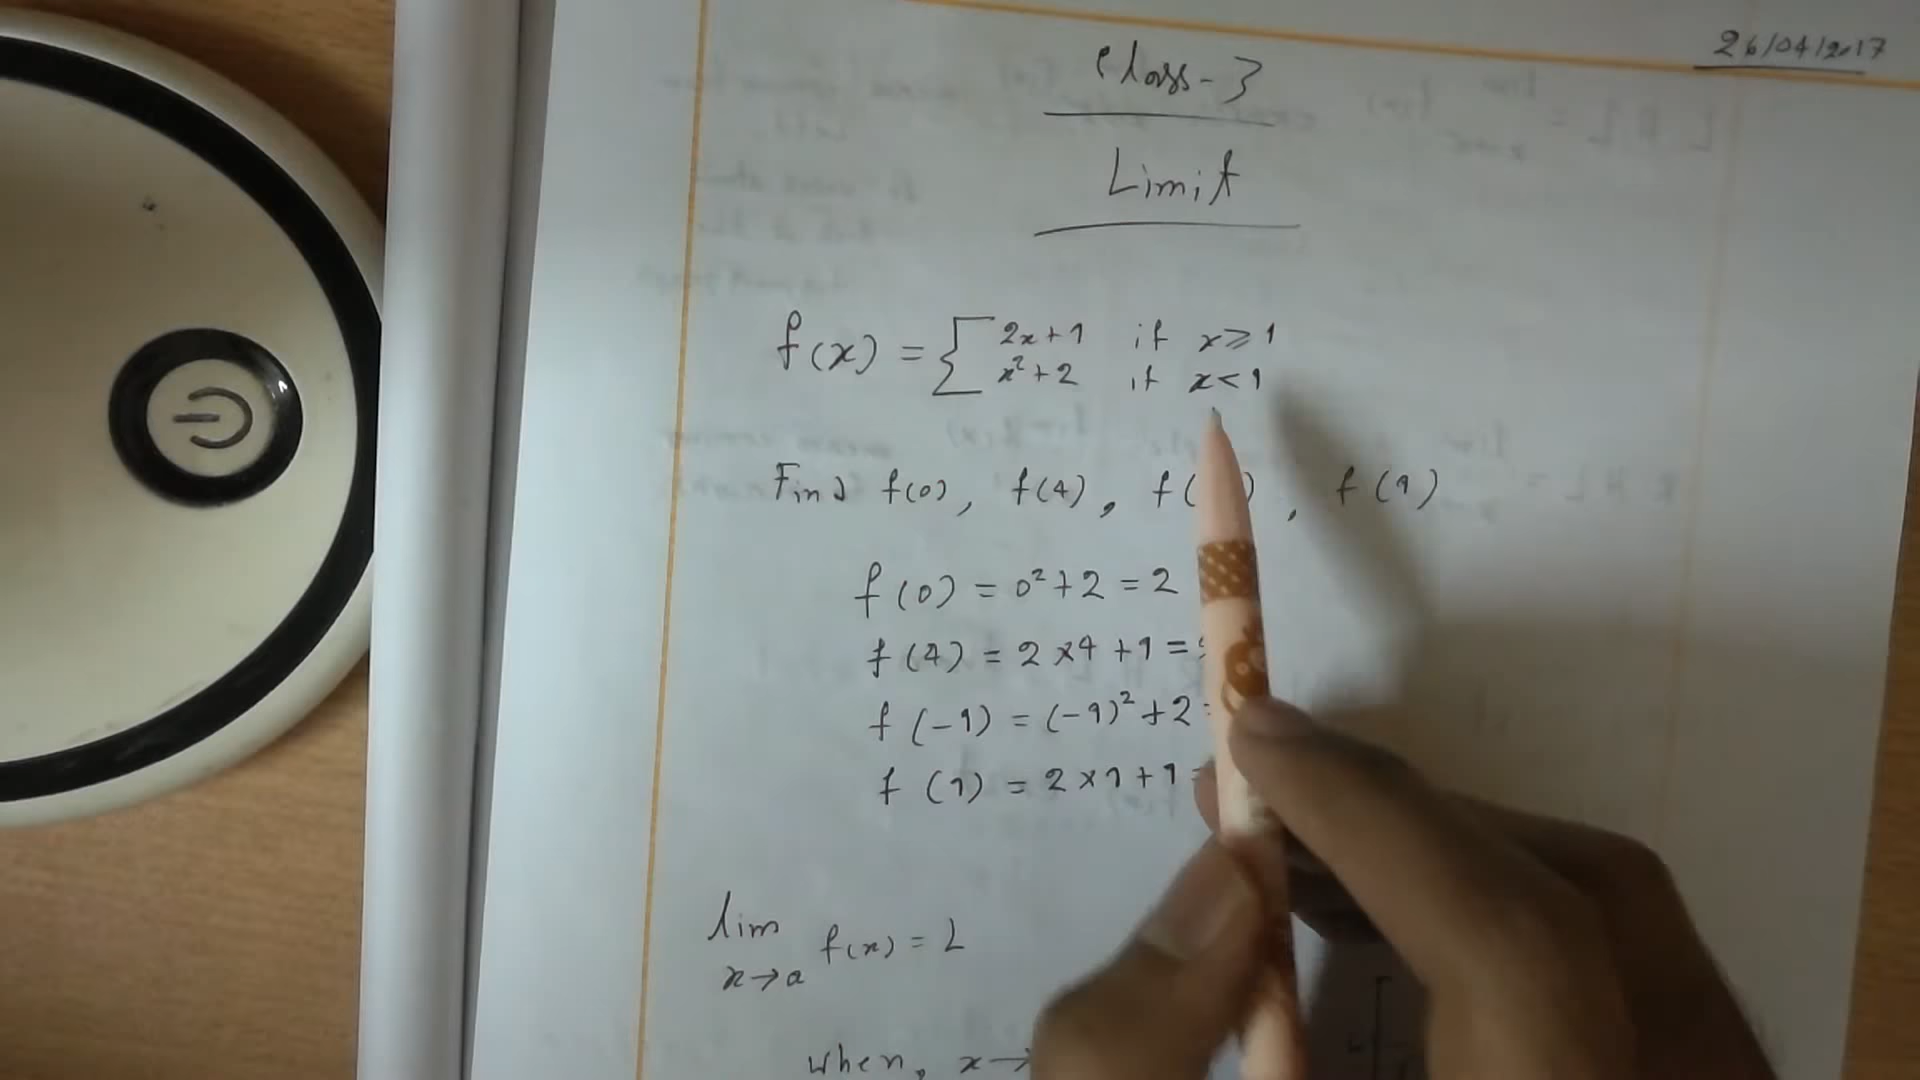 26/04/2017
Class-3
Limit
f(x) = { 2x+1 if x≥1
x²+2 if x<1
Find f(0), f(4), f( ), f(1)
f(0) = 0²+2 = 2
f(4) = 2×4+1 =
f(-1) = (-1)²+2 =
f(1) = 2×1+1 =
lim f(x) = L
x→a
when, x→